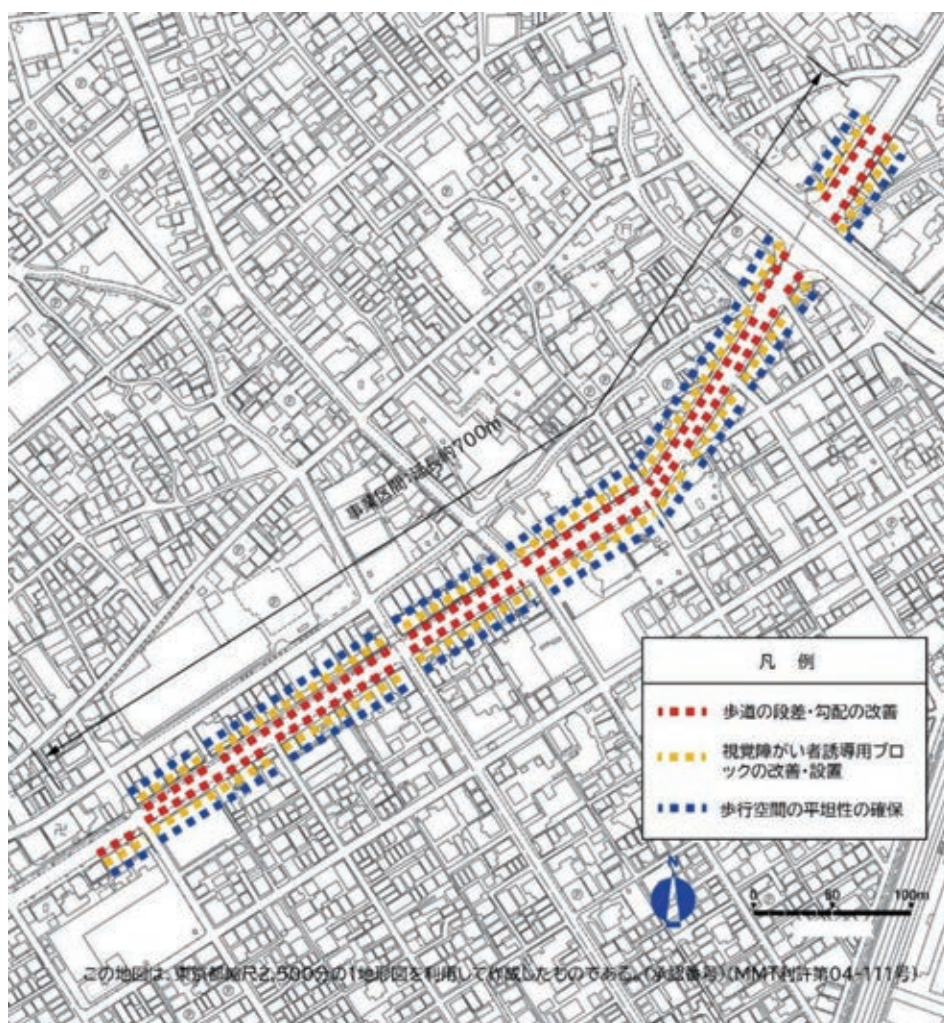 事業区間：延長約700m
凡 例
歩道の段差・勾配の改善
視覚障がい者誘導用ブロ
ックの改善・設置
歩行空間の平坦性の確保
N
0 50 100m
この地図は、東京都縮尺2,500分の1地形図を利用して作成したものである。(承認番号)(MMT利許第04-111号)